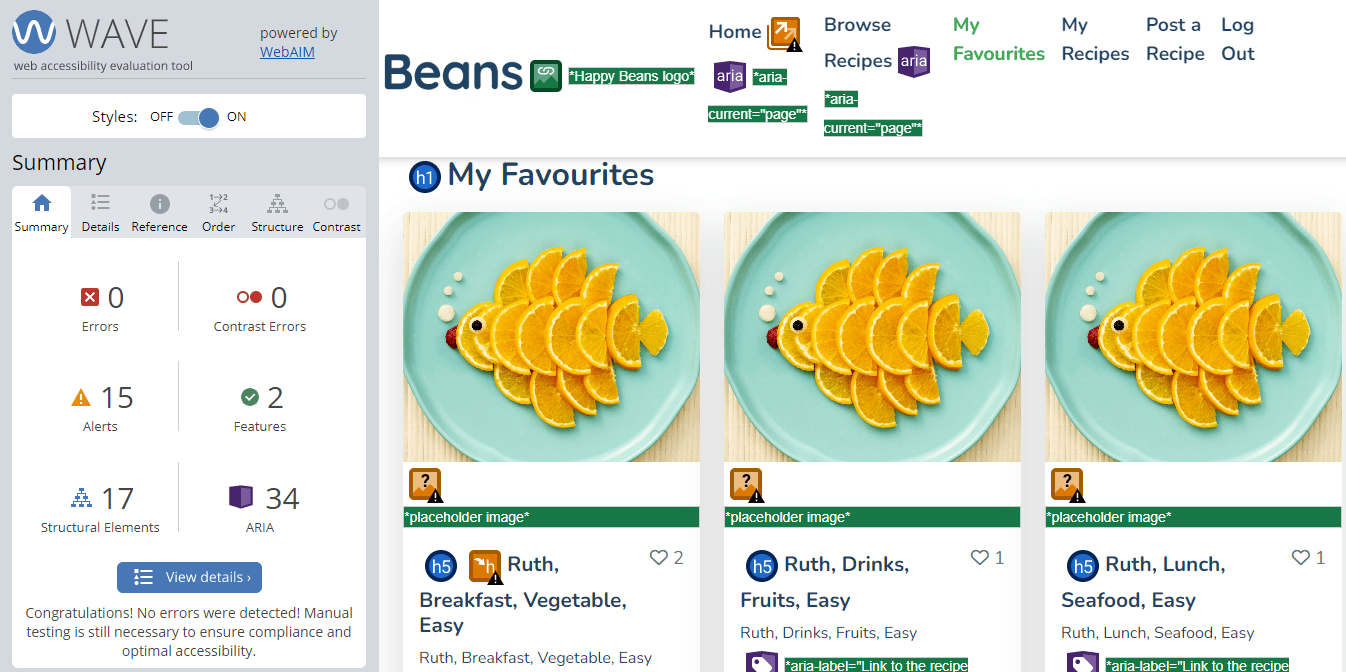 WAVE
web accessibility evaluation tool
powered by
WebAIM
Styles: OFF ON
Summary
Summary Details Reference Order Structure Contrast
0
Errors
0
Contrast Errors
15
Alerts
2
Features
17
Structural Elements
34
ARIA
View details ›
Congratulations! No errors were detected! Manual
testing is still necessary to ensure compliance and
optimal accessibility.
Beans
*Happy Beans logo*
Home
aria
*aria-
current="page"*
Browse
Recipes
aria
*aria-
current="page"*
My
Favourites
My
Recipes
Post a
Recipe
Log
Out
h1 My Favourites
?
*placeholder image*
h5 h Ruth,
Breakfast, Vegetable,
Easy
2
Ruth, Breakfast, Vegetable, Easy
?
*placeholder image*
h5 Ruth, Drinks,
Fruits, Easy
1
Ruth, Drinks, Fruits, Easy
*aria-label="Link to the recipe
?
*placeholder image*
h5 Ruth, Lunch,
Seafood, Easy
1
Ruth, Lunch, Seafood, Easy
*aria-label="Link to the recipe